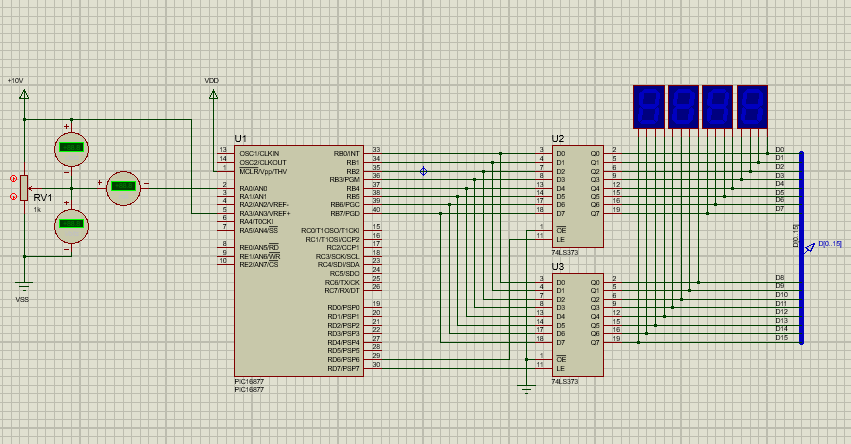 +10V
VDD
RV1
1k
VSS
U1
13 OSC1/CLKIN
14 OSC2/CLKOUT
1 MCLR/Vpp/THV
2 RA0/AN0
3 RA1/AN1
4 RA2/AN2/VREF-
5 RA3/AN3/VREF+
6 RA4/T0CKI
7 RA5/AN4/SS
8 RE0/AN5/RD
9 RE1/AN6/WR
10 RE2/AN7/CS
RB0/INT 33
RB1 34
RB2 35
RB3/PGM 36
RB4 37
RB5 38
RB6/PGC 39
RB7/PGD 40
RC0/T1OSO/T1CKI 15
RC1/T1OSI/CCP2 16
RC2/CCP1 17
RC3/SCK/SCL 18
RC4/SDI/SDA 23
RC5/SDO 24
RC6/TX/CK 25
RC7/RX/DT 26
RD0/PSP0 19
RD1/PSP1 20
RD2/PSP2 21
RD3/PSP3 22
RD4/PSP4 27
RD5/PSP5 28
RD6/PSP6 29
RD7/PSP7 30
PIC16877
PIC16877
U2
3 D0 Q0 2
4 D1 Q1 5
7 D2 Q2 6
8 D3 Q3 9
13 D4 Q4 12
14 D5 Q5 15
17 D6 Q6 16
18 D7 Q7 19
1 OE
11 LE
74LS373
U3
3 D0 Q0 2
4 D1 Q1 5
7 D2 Q2 6
8 D3 Q3 9
13 D4 Q4 12
14 D5 Q5 15
17 D6 Q6 16
18 D7 Q7 19
1 OE
11 LE
74LS373
D0
D1
D2
D3
D4
D5
D6
D7
D[0..15]
D[0..15]
D8
D9
D10
D11
D12
D13
D14
D15